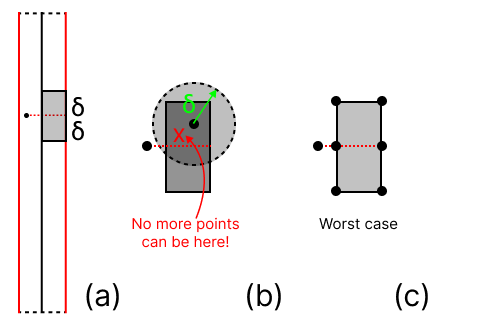 δ
δ
δ
X
No more points
can be here!
Worst case
(a)
(b)
(c)